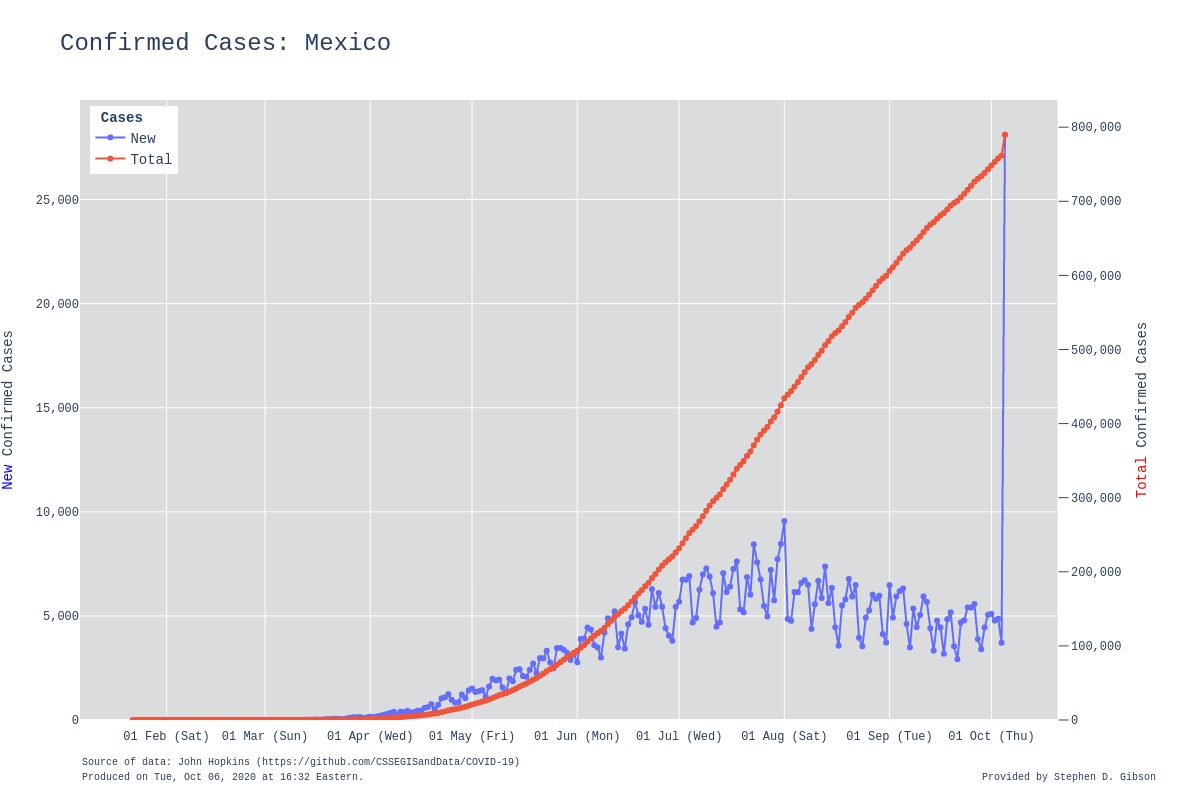 Confirmed Cases: Mexico
Cases
New
Total
25,000
20,000
15,000
10,000
5,000
0
New Confirmed Cases
800,000
700,000
600,000
500,000
400,000
300,000
200,000
100,000
0
Total Confirmed Cases
01 Feb (Sat) 01 Mar (Sun) 01 Apr (Wed) 01 May (Fri) 01 Jun (Mon) 01 Jul (Wed) 01 Aug (Sat) 01 Sep (Tue) 01 Oct (Thu)
Source of data: John Hopkins (https://github.com/CSSEGISandData/COVID-19)
Produced on Tue, Oct 06, 2020 at 16:32 Eastern.
Provided by Stephen D. Gibson